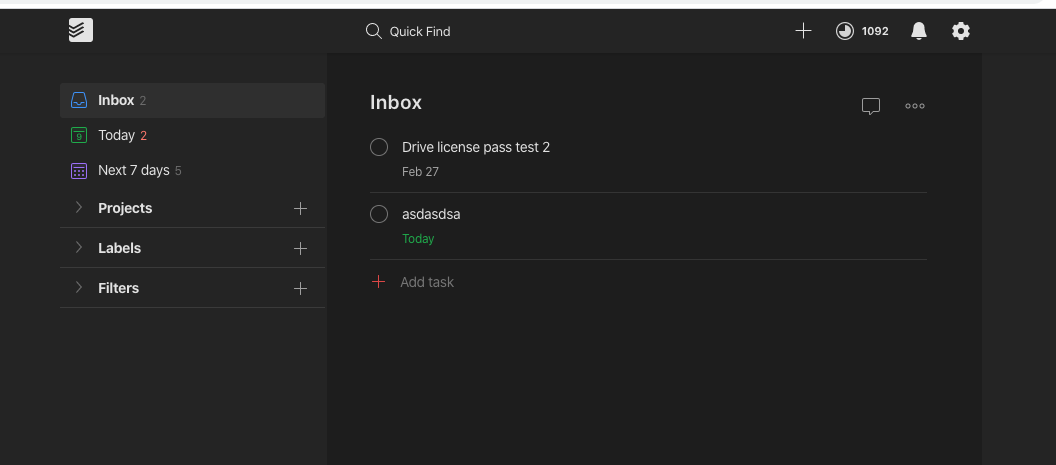 Quick Find
1092
Inbox 2
9 Today 2
Next 7 days 5
Projects
Labels
Filters
Inbox
Drive license pass test 2
Feb 27
asdasdsa
Today
Add task